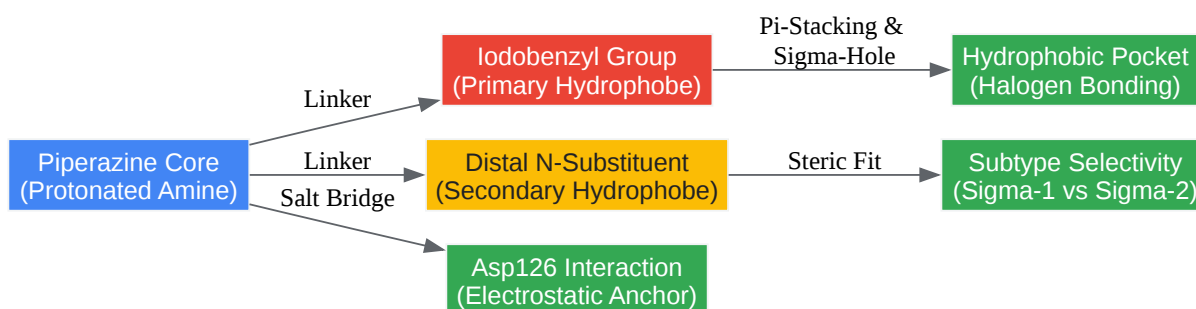 Pi-Stacking &
Sigma-Hole
Iodobenzyl Group
(Primary Hydrophobe)
Hydrophobic Pocket
(Halogen Bonding)
Linker
Piperazine Core
(Protonated Amine)
Linker
Distal N-Substituent
(Secondary Hydrophobe)
Steric Fit
Subtype Selectivity
(Sigma-1 vs Sigma-2)
Salt Bridge
Asp126 Interaction
(Electrostatic Anchor)